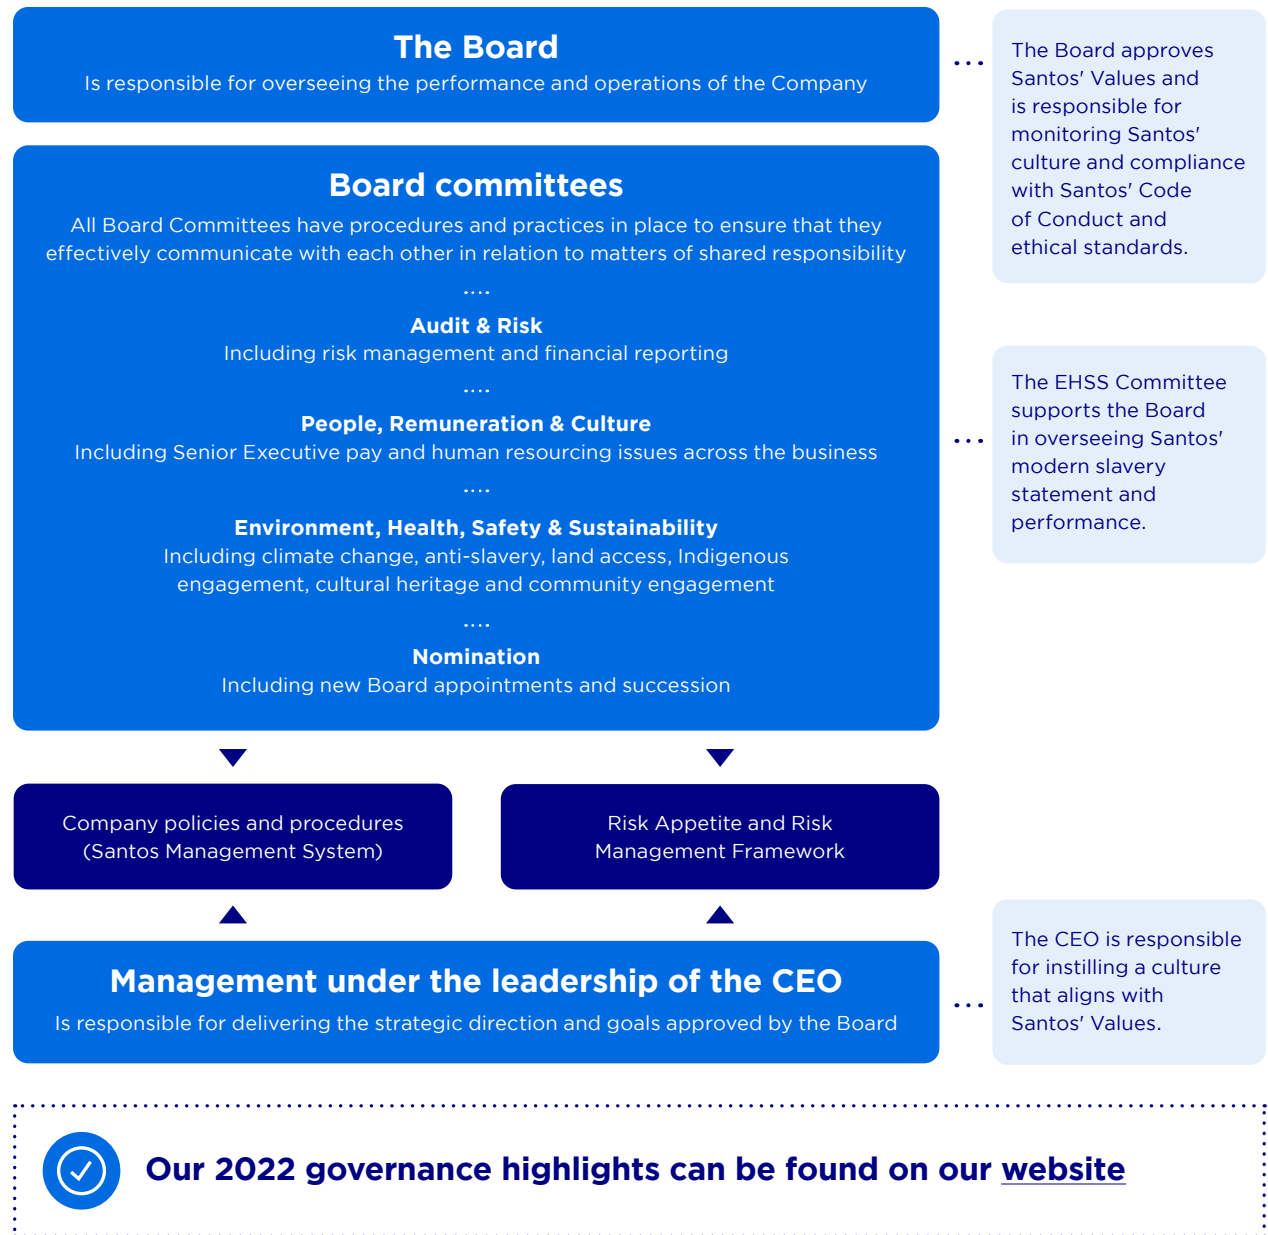 The Board
Is responsible for overseeing the performance and operations of the Company
The Board approves
Santos' Values and
is responsible for
monitoring Santos'
culture and compliance
with Santos' Code
of Conduct and
ethical standards.
Board committees
All Board Committees have procedures and practices in place to ensure that they
effectively communicate with each other in relation to matters of shared responsibility
....
Audit & Risk
Including risk management and financial reporting
....
People, Remuneration & Culture
Including Senior Executive pay and human resourcing issues across the business
....
Environment, Health, Safety & Sustainability
Including climate change, anti-slavery, land access, Indigenous
engagement, cultural heritage and community engagement
....
Nomination
Including new Board appointments and succession
The EHSS Committee
supports the Board
in overseeing Santos'
modern slavery
statement and
performance.
Company policies and procedures
(Santos Management System)
Risk Appetite and Risk
Management Framework
Management under the leadership of the CEO
Is responsible for delivering the strategic direction and goals approved by the Board
The CEO is responsible
for instilling a culture
that aligns with
Santos' Values.
Our 2022 governance highlights can be found on our website